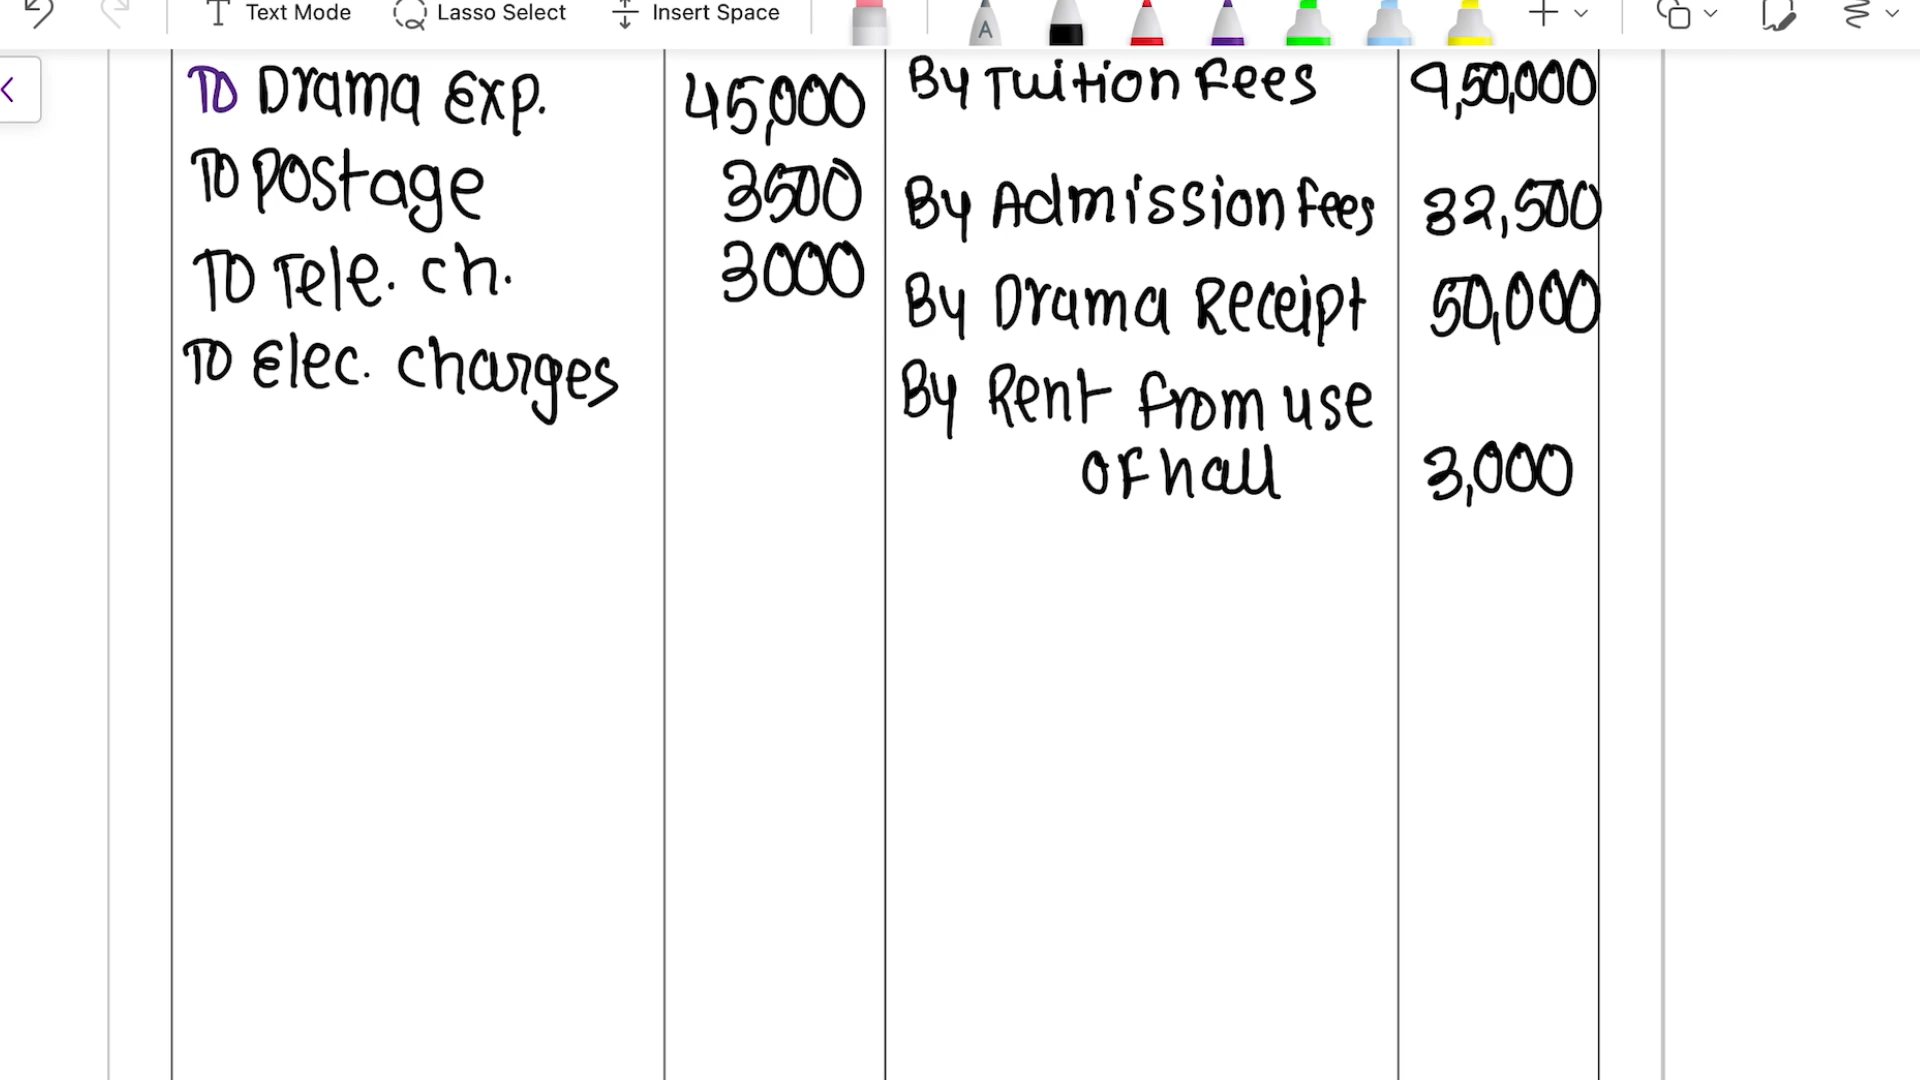 Text Mode Lasso Select Insert Space
A
TO Drama Exp. 45,000 By Tuition Fees 9,50,000
TO Postage 3500 By Admission Fees 32,500
TO Tele. ch. 3000 By Drama Receipt 50,000
TO Elec. charges By Rent from use
of hall 3,000